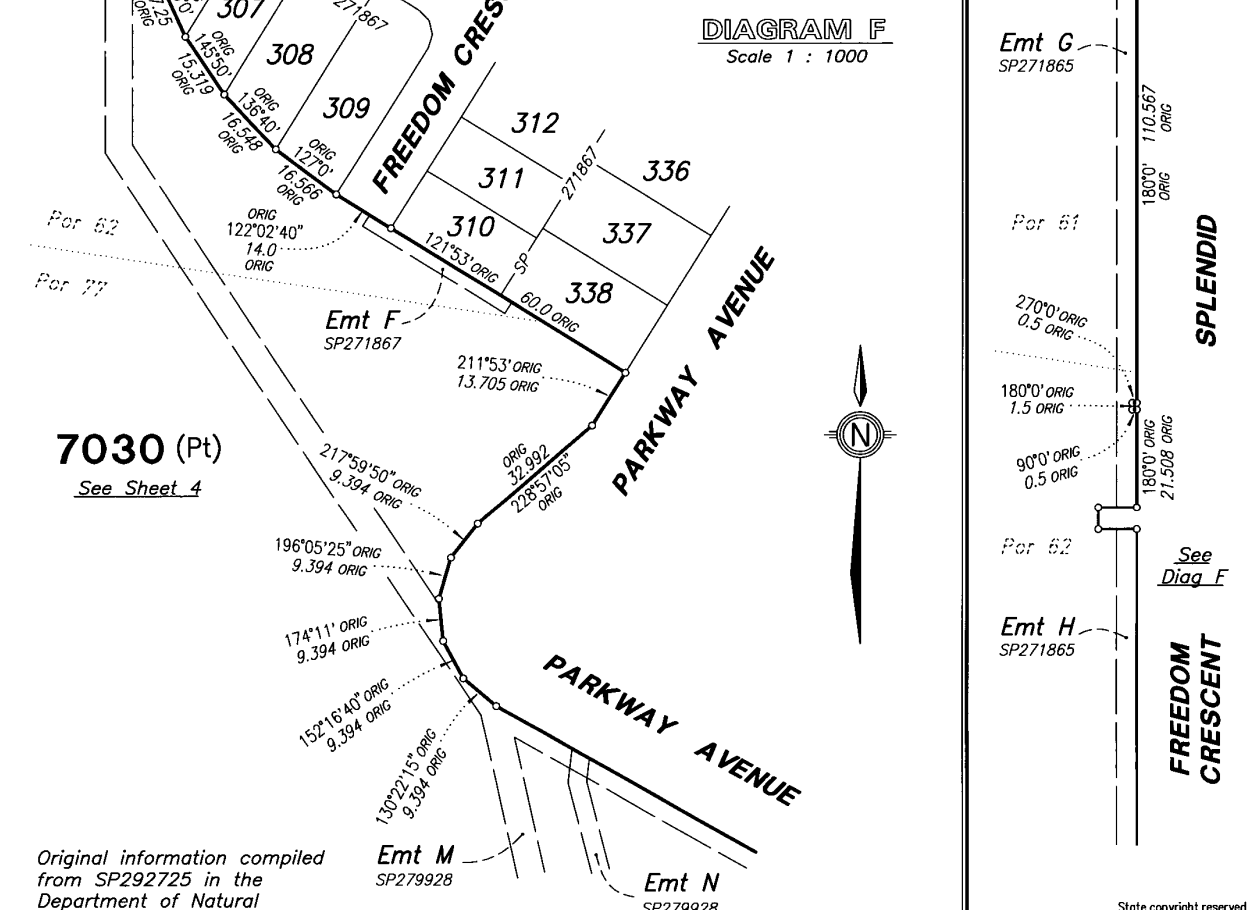 307
7.25
271867
FREEDOM CRES
DIAGRAM F
Scale 1 : 1000
ORIG
145°50'
15.319
ORIG
308
ORIG
136°40'
16.548
ORIG
309
ORIG
127°0'
16.566
ORIG
312
311
310
SP 271867
336
337
338
ORIG
122°02'40"
14.0
ORIG
121°53' ORIG
60.0 ORIG
Por 62
Por 77
Emt F
SP271867
211°53' ORIG
13.705 ORIG
PARKWAY AVENUE
N
7030 (Pt)
See Sheet 4
217°59'50"
9.394 ORIG
ORIG
32.992
228°57'05"
ORIG
196°05'25" ORIG
9.394 ORIG
174°11' ORIG
9.394 ORIG
152°16'40" ORIG
9.394 ORIG
130°22'15" ORIG
9.394 ORIG
PARKWAY AVENUE
Emt M
SP279928
Emt N
SP279928
Original information compiled
from SP292725 in the
Department of Natural
Emt G
SP271865
110.567
ORIG
180°0'
ORIG
Por 61
SPLENDID
270°0' ORIG
0.5 ORIG
180°0' ORIG
1.5 ORIG
90°0' ORIG
0.5 ORIG
180°0' ORIG
21.508 ORIG
Por 62
See
Diag F
Emt H
SP271865
FREEDOM
CRESCENT
State copyright reserved